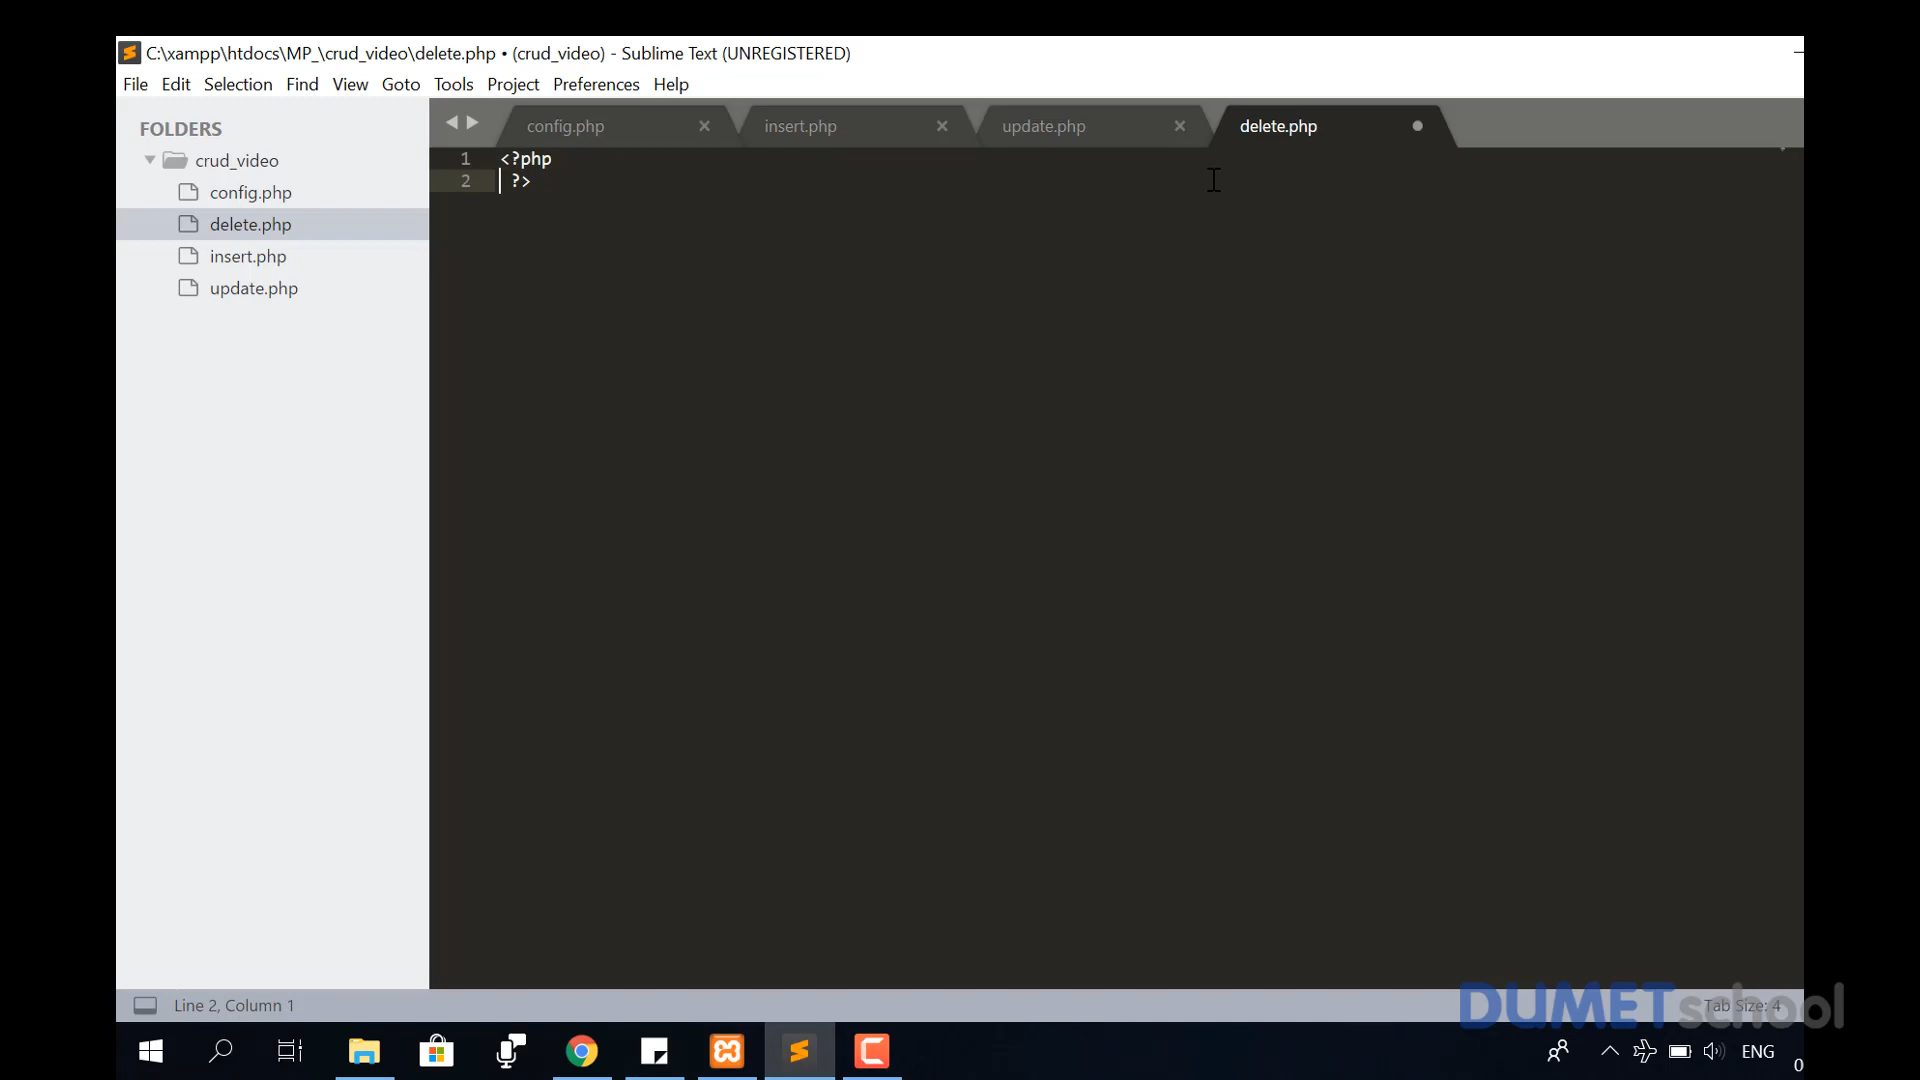 C:\xampp\htdocs\MP_\crud_video\delete.php • (crud_video) - Sublime Text (UNREGISTERED)
File Edit Selection Find View Goto Tools Project Preferences Help
FOLDERS
crud_video
config.php
delete.php
insert.php
update.php
config.php insert.php update.php delete.php
1 <?php
2 ?>
Line 2, Column 1
Tab Size: 4
DUMETschool
ENG
0